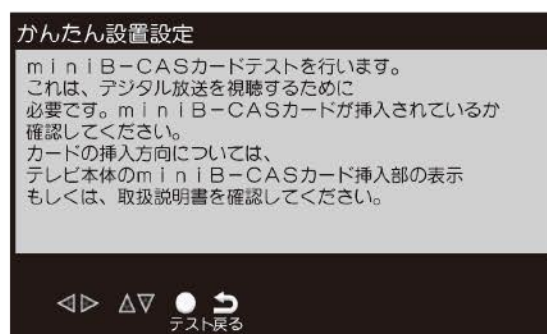 かんたん設置設定
ｍｉｎｉＢ－ＣＡＳカードテストを行います。
これは、デジタル放送を視聴するために
必要です。ｍｉｎｉＢ－ＣＡＳカードが挿入されているか
確認してください。
カードの挿入方向については、
テレビ本体のｍｉｎｉＢ－ＣＡＳカード挿入部の表示
もしくは、取扱説明書を確認してください。
テスト戻る